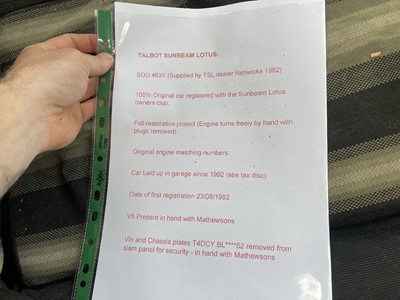 TALBOT SUNBEAM LOTUS:
SOO 463Y (Supplied by TSL dealer Renwicks 1982)
100% Original car registered with the Sunbeam Lotus
owners club.
Full restoration project (Engine turns freely by hand with
plugs removed)
Original engine matching numbers.
Car Laid up in garage since 1992 (see tax disc)
Date of first registration 23/08/1982
V5 Present in hand with Mathewsons
Vin and Chassis plates T4DCY BL****52 removed from
slam panel for security - in hand with Mathewsons